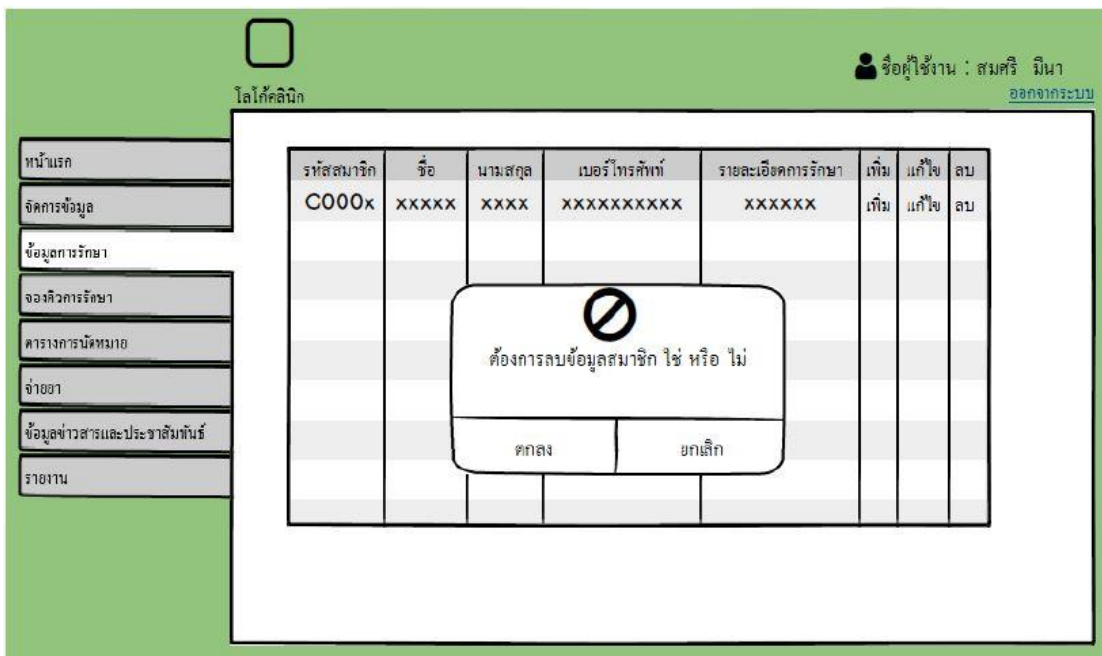 ชื่อผู้ใช้งาน : สมศรี มีนา
โลโก้คลินิก
ออกจากระบบ
หน้าแรก
จัดการข้อมูล
ข้อมูลการรักษา
จองคิวการรักษา
ตารางการนัดหมาย
จ่ายยา
ข้อมูลข่าวสารและประชาสัมพันธ์
รายงาน
รหัสสมาชิก ชื่อ นามสกุล เบอร์โทรศัพท์ รายละเอียดการรักษา เพิ่ม แก้ไข ลบ
C000x xxxxx xxxx xxxxxxxxxx xxxxxx เพิ่ม แก้ไข ลบ
ต้องการลบข้อมูลสมาชิก ใช่ หรือ ไม่
ตกลง ยกเลิก